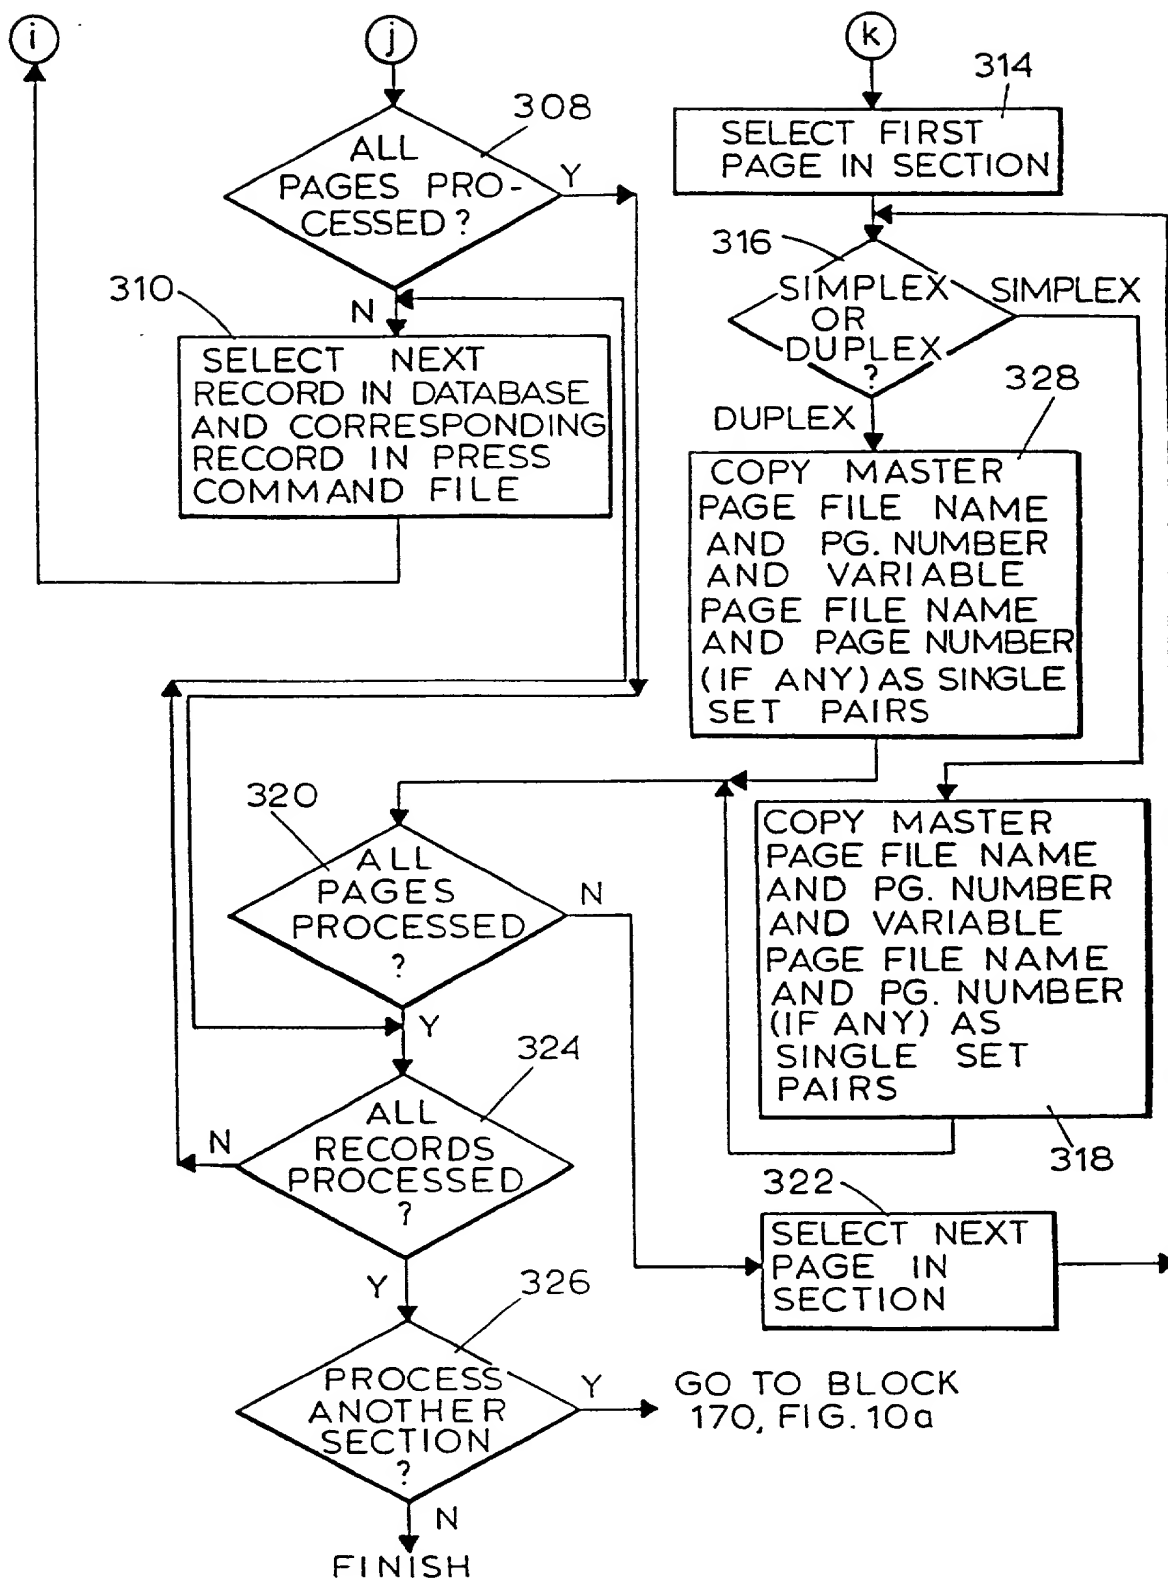 i
j
k
308
ALL
PAGES PRO-
CESSED?
Y
N
310
SELECT NEXT
RECORD IN DATABASE
AND CORRESPONDING
RECORD IN PRESS
COMMAND FILE
314
SELECT FIRST
PAGE IN SECTION
316
SIMPLEX
OR
DUPLEX
?
SIMPLEX
DUPLEX
328
COPY MASTER
PAGE FILE NAME
AND PG. NUMBER
AND VARIABLE
PAGE FILE NAME
AND PAGE NUMBER
(IF ANY) AS SINGLE
SET PAIRS
320
ALL
PAGES
PROCESSED
?
N
Y
COPY MASTER
PAGE FILE NAME
AND PG. NUMBER
AND VARIABLE
PAGE FILE NAME
AND PG. NUMBER
(IF ANY) AS
SINGLE SET
PAIRS
318
324
ALL
RECORDS
PROCESSED
?
N
Y
322
SELECT NEXT
PAGE IN
SECTION
326
PROCESS
ANOTHER
SECTION
?
Y
GO TO BLOCK
170, FIG. 10a
N
FINISH